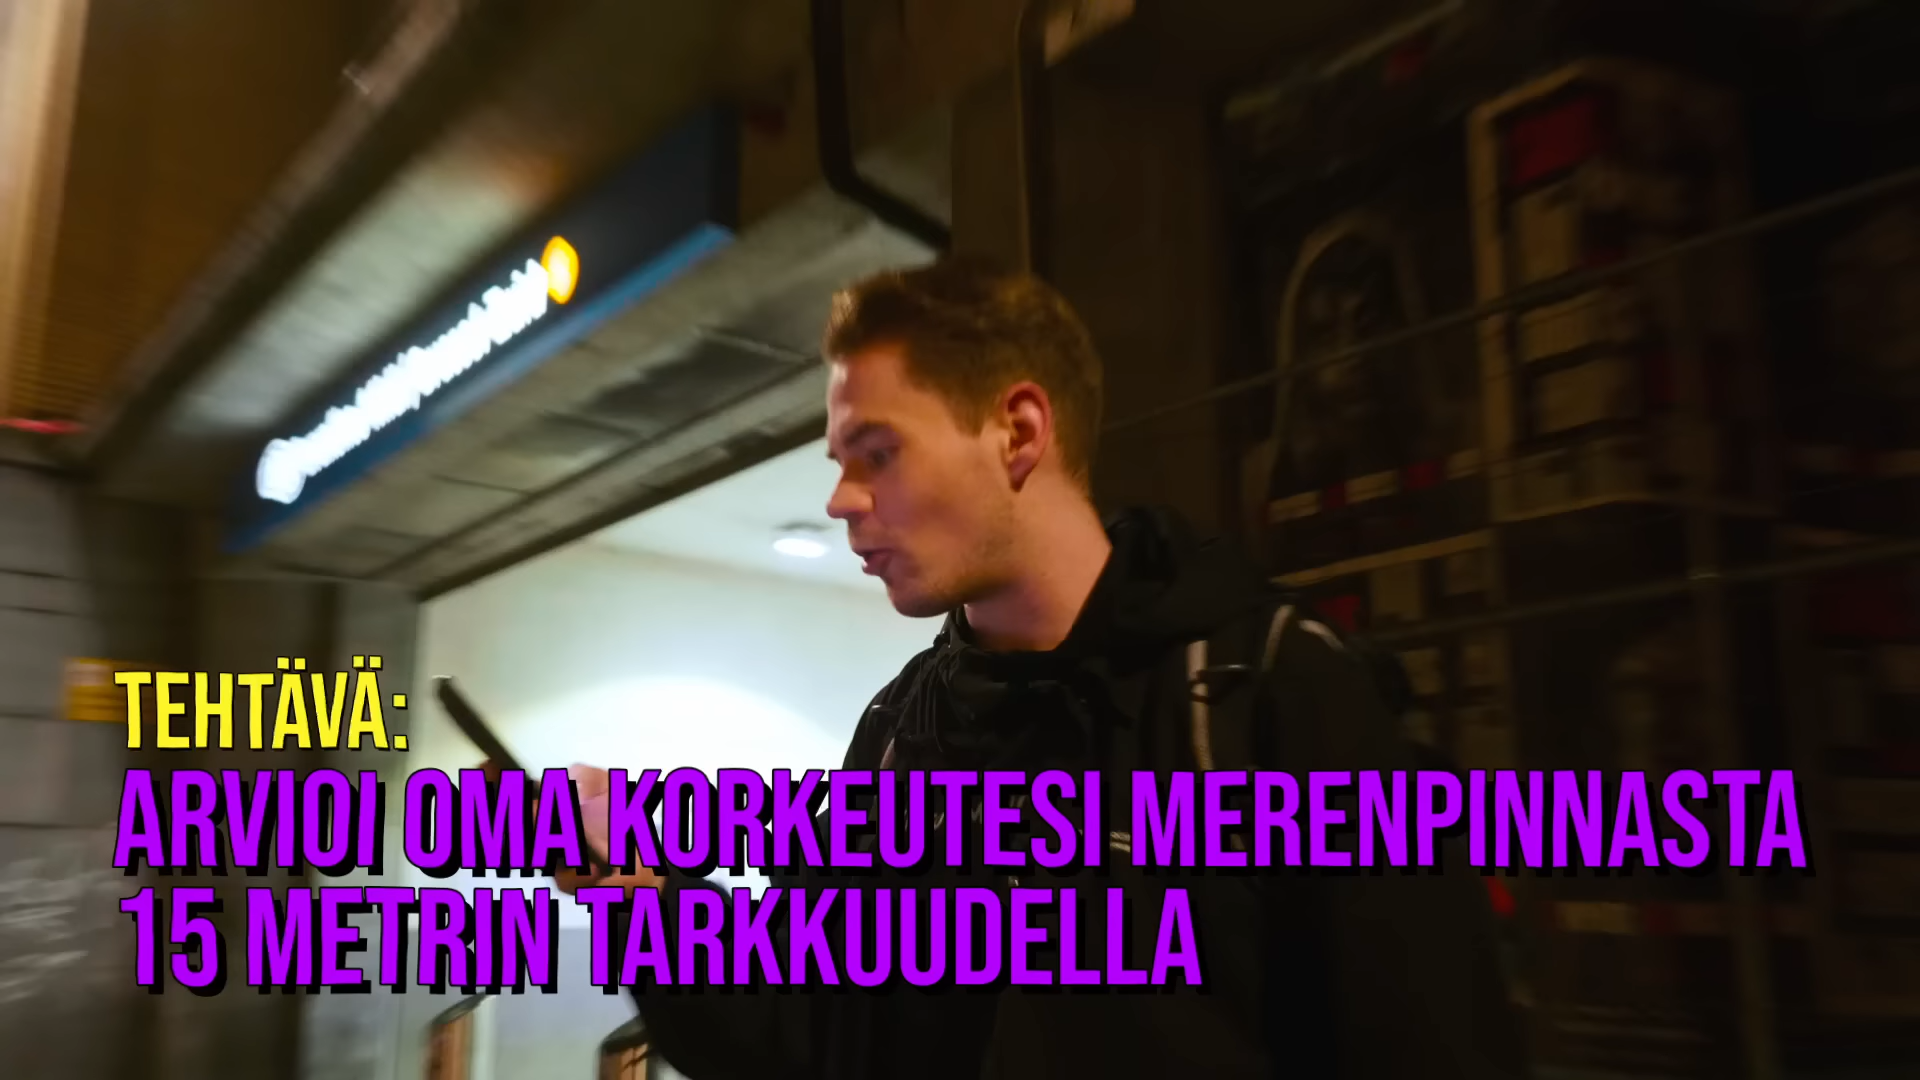 TEHTÄVÄ:
ARVIOI OMA KORKEUTESI MERENPINNASTA
15 METRIN TARKKUUDELLA